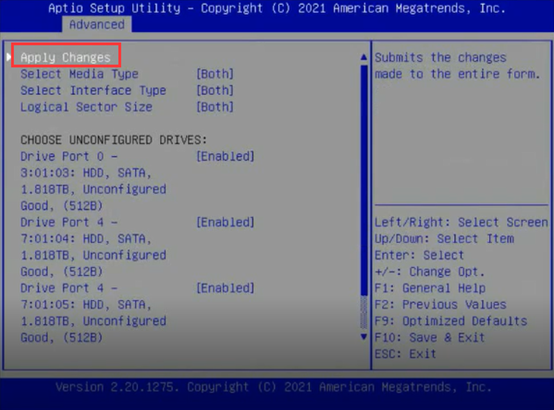 Aptio Setup Utility - Copyright (C) 2021 American Megatrends, Inc.
Advanced
Apply Changes
Select Media Type [Both]
Select Interface Type [Both]
Logical Sector Size [Both]
CHOOSE UNCONFIGURED DRIVES:
Drive Port 0 - [Enabled]
3:01:03: HDD, SATA,
1.818TB, Unconfigured
Good, (512B)
Drive Port 4 - [Enabled]
7:01:04: HDD, SATA,
1.818TB, Unconfigured
Good, (512B)
Drive Port 4 - [Enabled]
7:01:05: HDD, SATA,
1.818TB, Unconfigured
Good, (512B)
Submits the changes
made to the entire form.
Left/Right: Select Screen
Up/Down: Select Item
Enter: Select
+/-: Change Opt.
F1: General Help
F2: Previous Values
F9: Optimized Defaults
F10: Save & Exit
ESC: Exit
Version 2.20.1275. Copyright (C) 2021 American Megatrends, Inc.